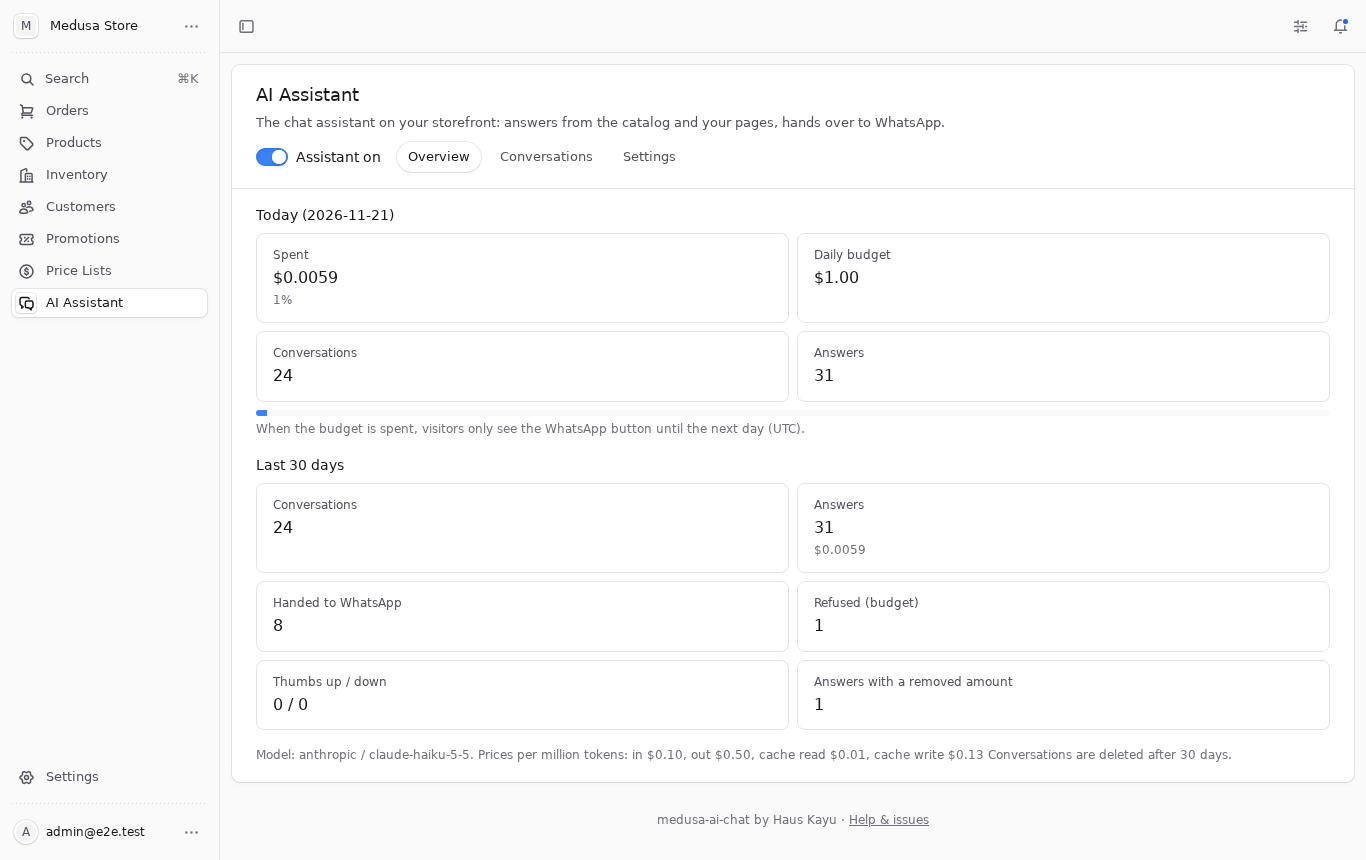 M Medusa Store
Search ⌘K
Orders
Products
Inventory
Customers
Promotions
Price Lists
AI Assistant
Settings
A admin@e2e.test
AI Assistant
The chat assistant on your storefront: answers from the catalog and your pages, hands over to WhatsApp.
Assistant on Overview Conversations Settings
Today (2026-11-21)
Spent
$0.0059
1%
Daily budget
$1.00
Conversations
24
Answers
31
When the budget is spent, visitors only see the WhatsApp button until the next day (UTC).
Last 30 days
Conversations
24
Answers
31
$0.0059
Handed to WhatsApp
8
Refused (budget)
1
Thumbs up / down
0 / 0
Answers with a removed amount
1
Model: anthropic / claude-haiku-5-5. Prices per million tokens: in $0.10, out $0.50, cache read $0.01, cache write $0.13 Conversations are deleted after 30 days.
medusa-ai-chat by Haus Kayu · Help & issues